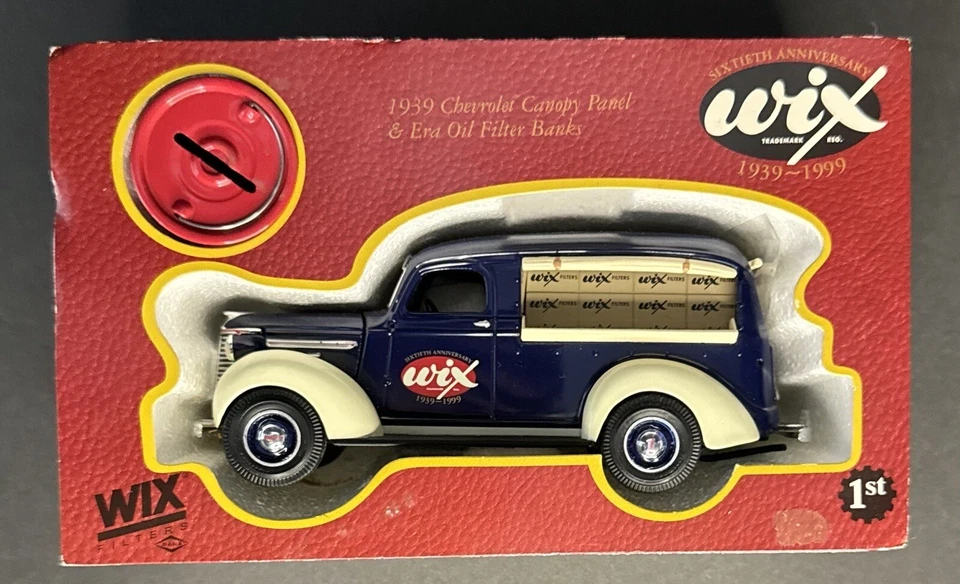 SIXTIETH ANNIVERSARY
wix
TRADEMARK REG.
1939~1999
1939 Chevrolet Canopy Panel
& Era Oil Filter Banks
wix FILTERS wix FILTERS wix FILTERS wix FILTERS
wix FILTERS wix FILTERS wix FILTERS wix
SIXTIETH ANNIVERSARY
wix
1939~1999
WIX
FILTERS
DANA
1st